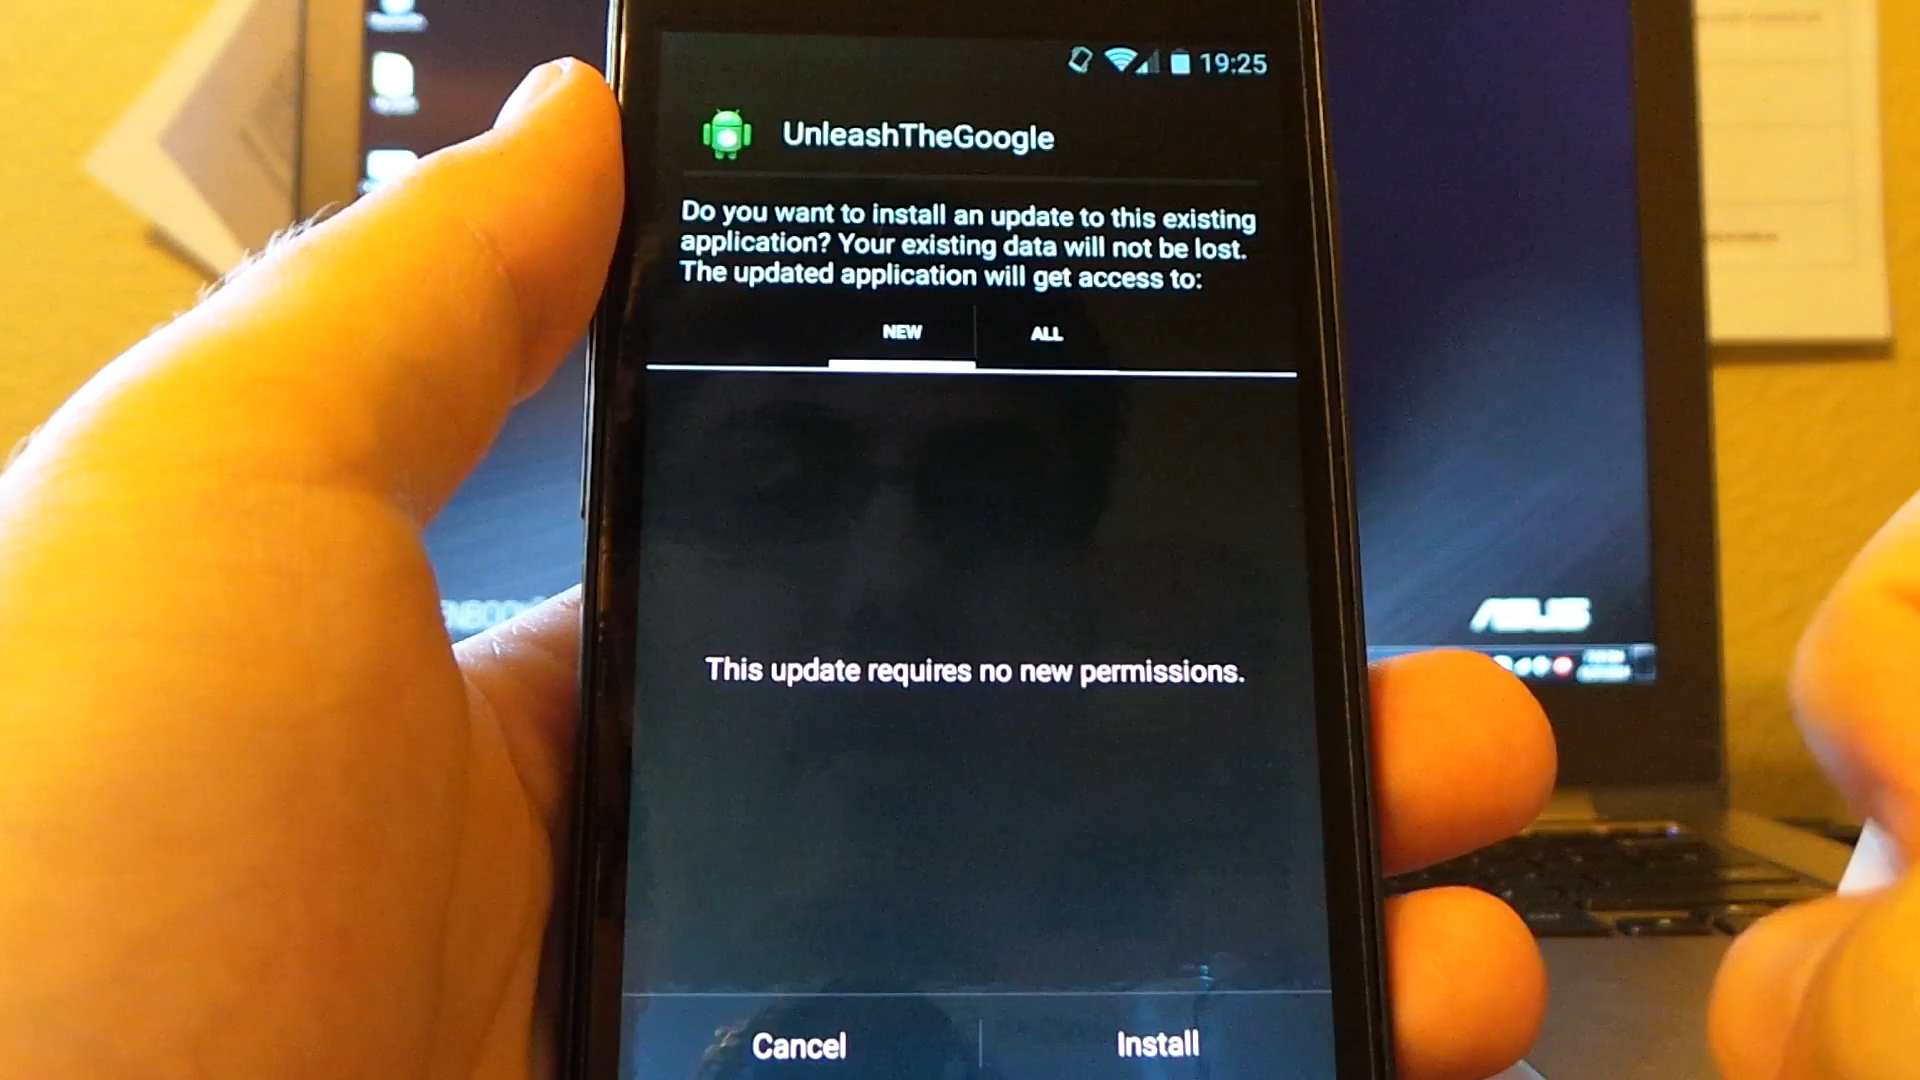 19:25
UnleashTheGoogle
Do you want to install an update to this existing
application? Your existing data will not be lost.
The updated application will get access to:
NEW ALL
This update requires no new permissions.
ASUS
Cancel Install